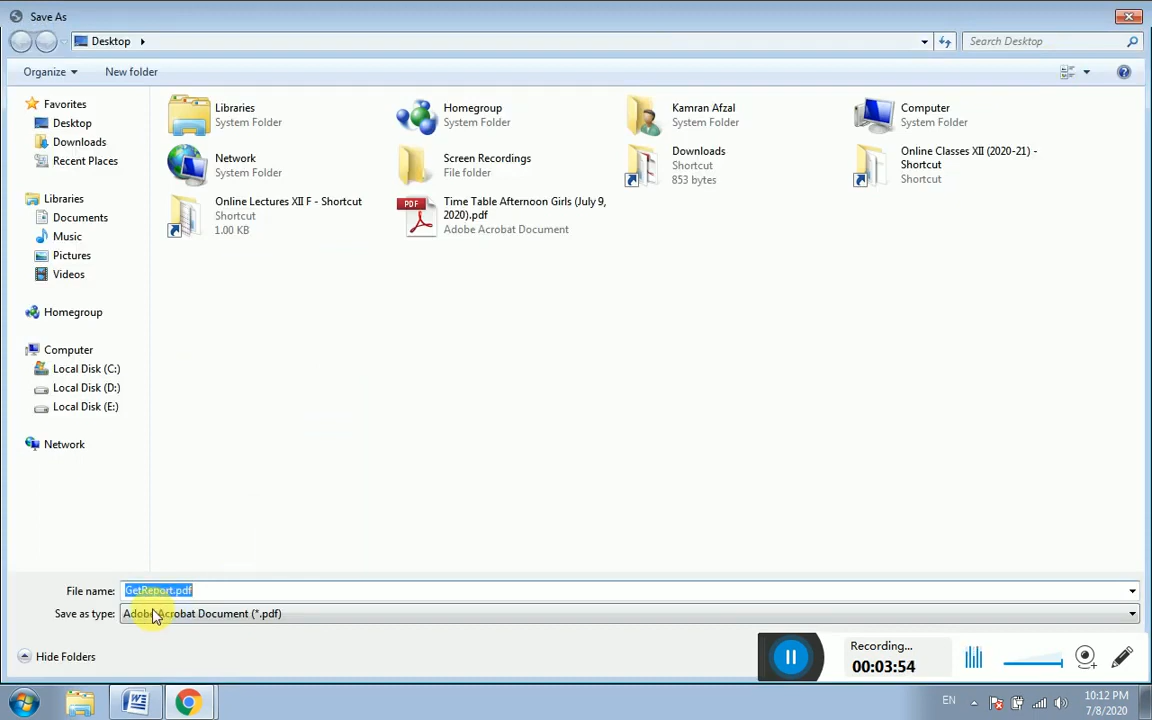 Save As
Desktop
Search Desktop
Organize
New folder
Favorites
Desktop
Downloads
Recent Places
Libraries
Documents
Music
Pictures
Videos
Homegroup
Computer
Local Disk (C:)
Local Disk (D:)
Local Disk (E:)
Network
Libraries
System Folder
Homegroup
System Folder
Kamran Afzal
System Folder
Computer
System Folder
Network
System Folder
Screen Recordings
File folder
Downloads
Shortcut
853 bytes
Online Classes XII (2020-21) -
Shortcut
Shortcut
Online Lectures XII F - Shortcut
Shortcut
1.00 KB
PDF
Time Table Afternoon Girls (July 9,
2020).pdf
Adobe Acrobat Document
File name: GetReport.pdf
Save as type: Adobe Acrobat Document (*.pdf)
Hide Folders
Recording...
00:03:54
EN
10:12 PM
7/8/2020